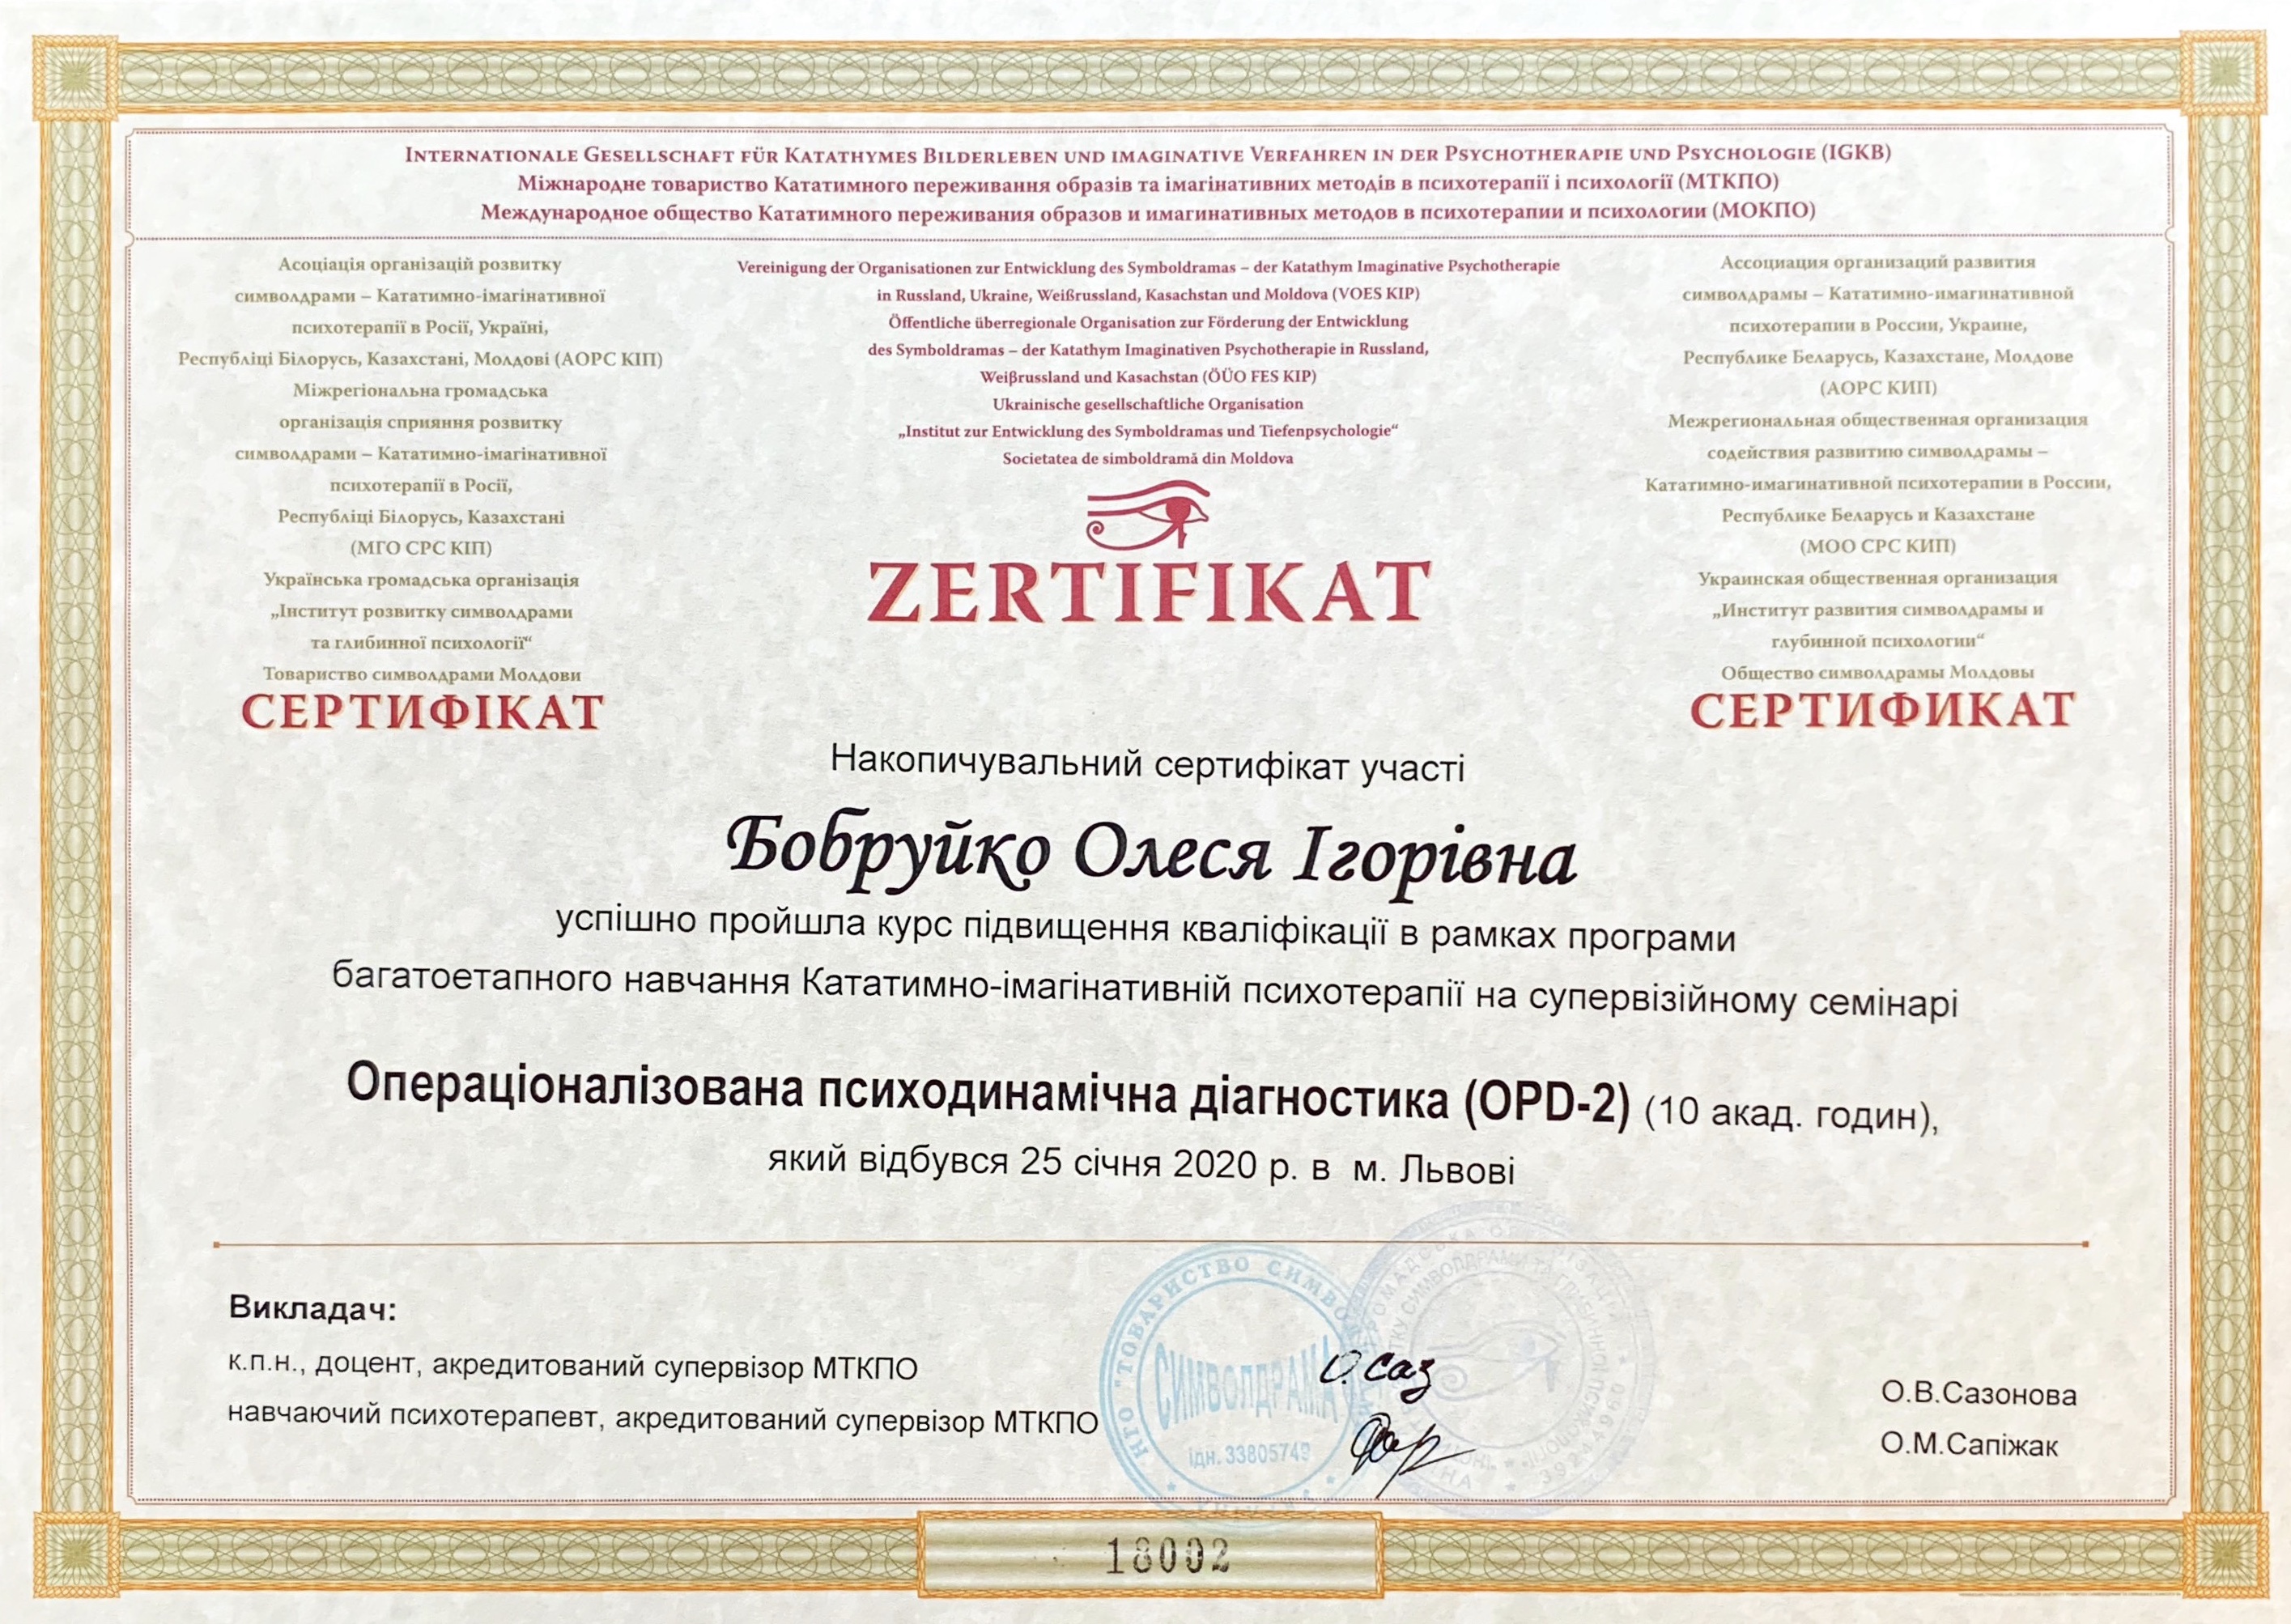 Internationale Gesellschaft für Katathymes Bilderleben und imaginative Verfahren in der Psychotherapie und Psychologie (IGKB)
Міжнародне товариство Кататимного переживання образів та імагінативних методів в психотерапії і психології (МТКПО)
Международное общество Кататимного переживания образов и имагинативных методов в психотерапии и психологии (МОКПО)
Асоціація організацій розвитку
символдрами – Кататимно-імагінативної
психотерапії в Росії, Україні,
Республіці Білорусь, Казахстані, Молдові (АОРС КІП)
Міжрегіональна громадська
організація сприяння розвитку
символдрами – Кататимно-імагінативної
психотерапії в Росії,
Республіці Білорусь, Казахстані
(МГО СРС КІП)
Українська громадська організація
„Інститут розвитку символдрами
та глибинної психології“
Товариство символдрами Молдови
СЕРТИФІКАТ
Vereinigung der Organisationen zur Entwicklung des Symboldramas – der Katathym Imaginative Psychotherapie
in Russland, Ukraine, Weißrussland, Kasachstan und Moldova (VOES KIP)
Öffentliche überregionale Organisation zur Förderung der Entwicklung
des Symboldramas – der Katathym Imaginativen Psychotherapie in Russland,
Weißrussland und Kasachstan (ÖÜO FES KIP)
Ukrainische gesellschaftliche Organisation
„Institut zur Entwicklung des Symboldramas und Tiefenpsychologie“
Societatea de simboldramă din Moldova
ZERTIFIKAT
Ассоциация организаций развития
символдрамы – Кататимно-имагинативной
психотерапии в России, Украине,
Республике Беларусь, Казахстане, Молдове
(АОРС КИП)
Межрегиональная общественная организация
содействия развитию символдрамы –
Кататимно-имагинативной психотерапии в России,
Республике Беларусь и Казахстане
(МОО СРС КИП)
Украинская общественная организация
„Институт развития символдрамы и
глубинной психологии“
Общество символдрамы Молдовы
СЕРТИФИКАТ
Накопичувальний сертифікат участі
Бобруйко Олеся Ігорівна
успішно пройшла курс підвищення кваліфікації в рамках програми
багатоетапного навчання Кататимно-імагінативній психотерапії на супервізійному семінарі
Операціоналізована психодинамічна діагностика (OPD-2) (10 акад. годин),
який відбувся 25 січня 2020 р. в м. Львові
Викладач:
к.п.н., доцент, акредитований супервізор МТКПО
О.В.Сазонова
навчаючий психотерапевт, акредитований супервізор МТКПО
О.М.Сапіжак
О. Саз
"ТОВАРИСТВО
СИМВОЛДРАМА
ідн. 33805749
39244960
18002